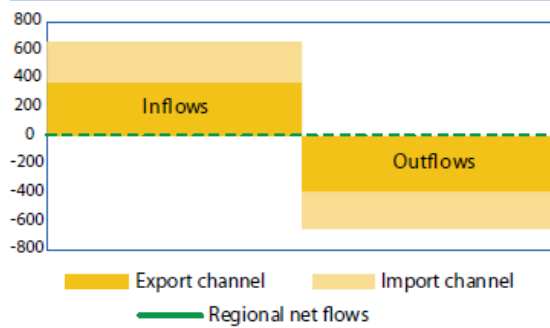 800
600
400
200
0
-200
-400
-600
-800
Inflows
Outflows
Export channel
Import channel
Regional net flows